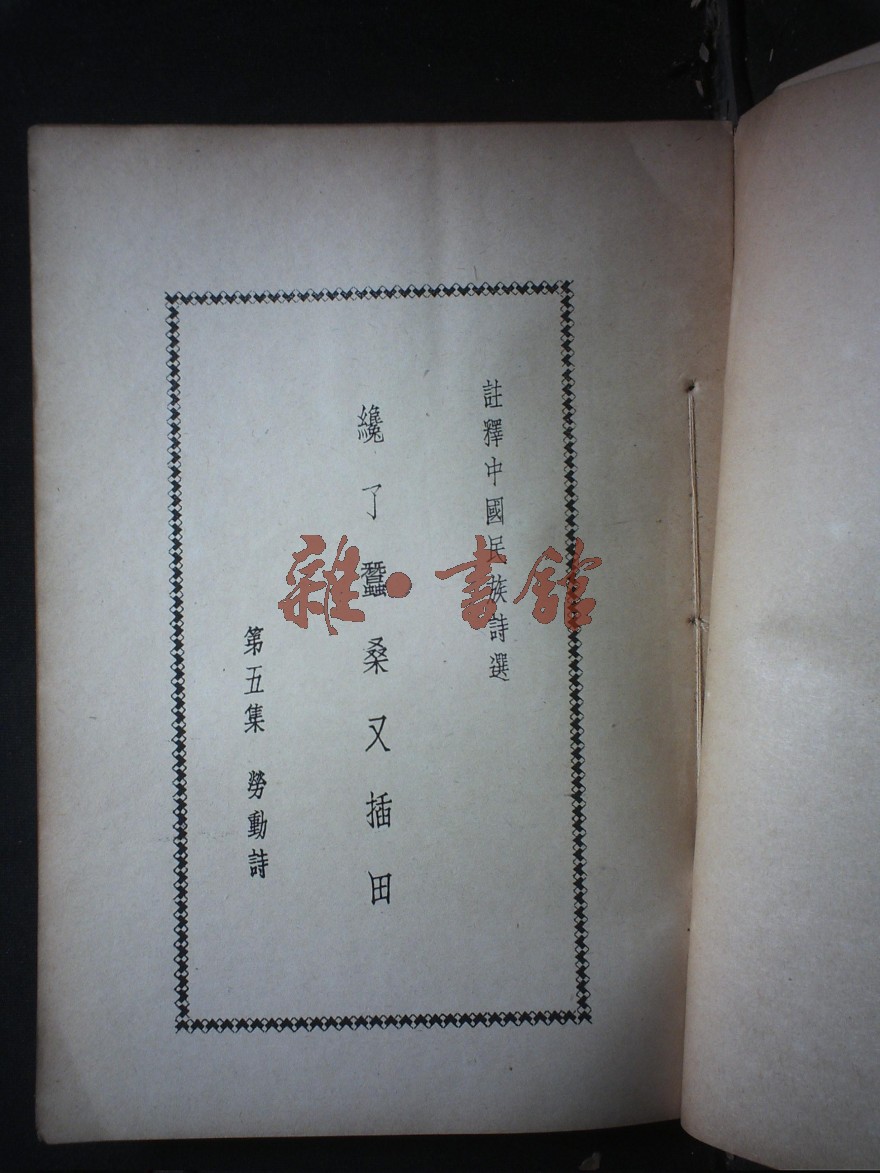 註釋中國民族詩選
纔了蠶桑又插田
第五集 勞動詩
雜·書館